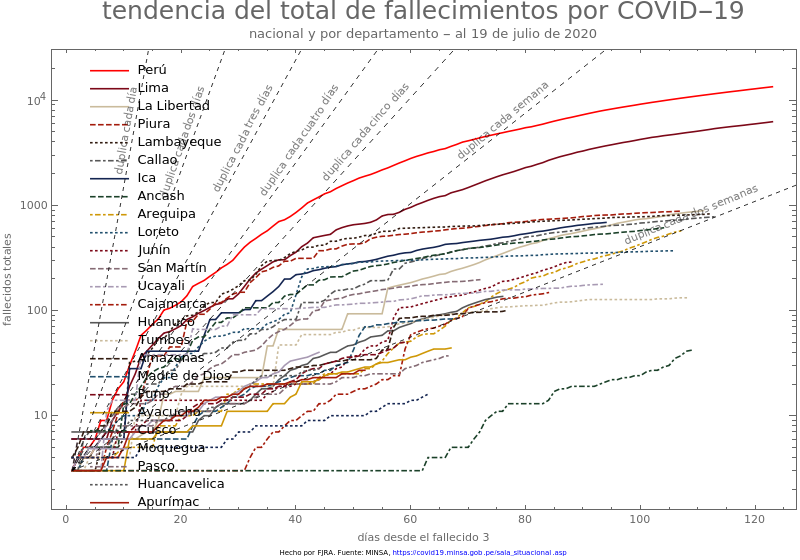 tendencia del total de fallecimientos por COVID–19
nacional y por departamento – al 19 de julio de 2020
duplica cada día
duplica cada dos días
duplica cada tres días
duplica cada cuatro días
duplica cada cinco días
duplica cada semana
duplica cada dos semanas
Perú
Lima
La Libertad
Piura
Lambayeque
Callao
Ica
Ancash
Arequipa
Loreto
Junín
San Martín
Ucayali
Cajamarca
Huanuco
Tumbes
Amazonas
Madre de Dios
Puno
Ayacucho
Cusco
Moquegua
Pasco
Huancavelica
Apurímac
fallecidos totales
10^4
1000
100
10
0 20 40 60 80 100 120
días desde el fallecido 3
Hecho por FJRA. Fuente: MINSA, https://covid19.minsa.gob.pe/sala_situacional.asp